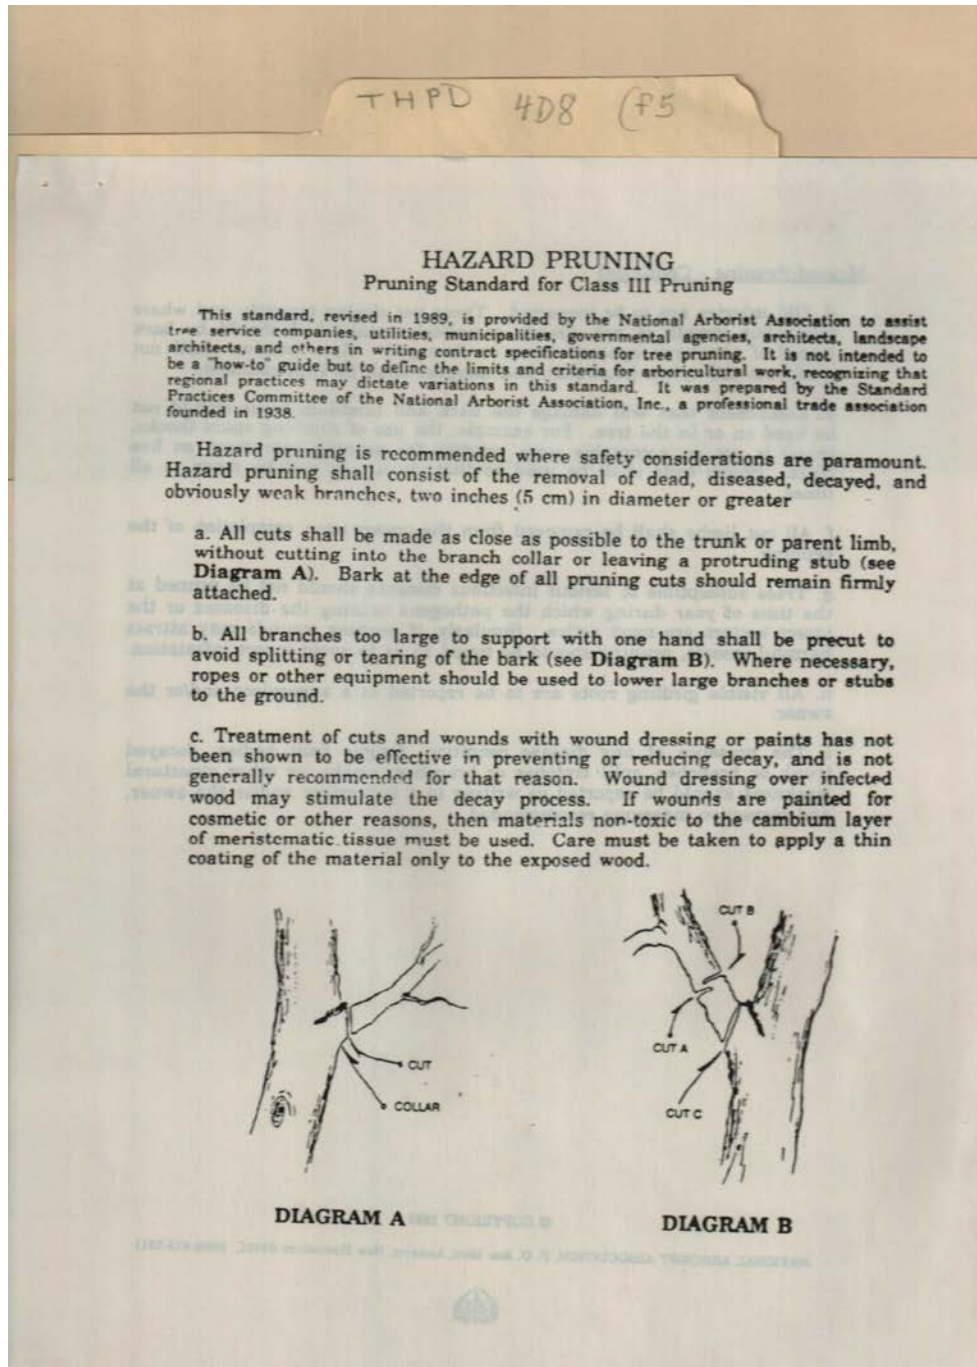 THPD 4D8 (f5
HAZARD PRUNING
Pruning Standard for Class III Pruning
This standard, revised in 1989, is provided by the National Arborist Association to assist
tree service companies, utilities, municipalities, governmental agencies, architects, landscape
architects, and others in writing contract specifications for tree pruning. It is not intended to
be a "how-to" guide but to define the limits and criteria for arboricultural work, recognizing that
regional practices may dictate variations in this standard. It was prepared by the Standard
Practices Committee of the National Arborist Association, Inc., a professional trade association
founded in 1938.
Hazard pruning is recommended where safety considerations are paramount.
Hazard pruning shall consist of the removal of dead, diseased, decayed, and
obviously weak branches, two inches (5 cm) in diameter or greater
a. All cuts shall be made as close as possible to the trunk or parent limb,
without cutting into the branch collar or leaving a protruding stub (see
Diagram A). Bark at the edge of all pruning cuts should remain firmly
attached.
b. All branches too large to support with one hand shall be precut to
avoid splitting or tearing of the bark (see Diagram B). Where necessary,
ropes or other equipment should be used to lower large branches or stubs
to the ground.
c. Treatment of cuts and wounds with wound dressing or paints has not
been shown to be effective in preventing or reducing decay, and is not
generally recommended for that reason. Wound dressing over infected
wood may stimulate the decay process. If wounds are painted for
cosmetic or other reasons, then materials non-toxic to the cambium layer
of meristematic tissue must be used. Care must be taken to apply a thin
coating of the material only to the exposed wood.
CUT
COLLAR
DIAGRAM A
CUT B
CUT A
CUT C
DIAGRAM B